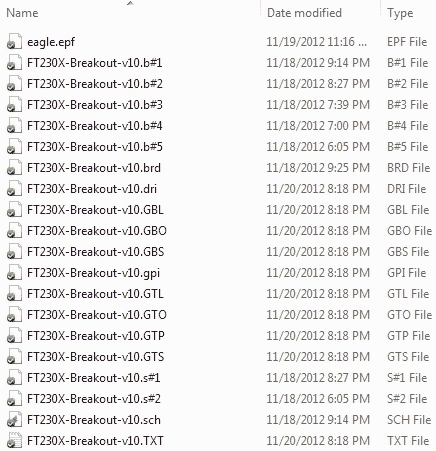 Name Date modified Type
eagle.epf 11/19/2012 11:16 ... EPF File
FT230X-Breakout-v10.b#1 11/18/2012 9:14 PM B#1 File
FT230X-Breakout-v10.b#2 11/18/2012 8:27 PM B#2 File
FT230X-Breakout-v10.b#3 11/18/2012 7:39 PM B#3 File
FT230X-Breakout-v10.b#4 11/18/2012 7:00 PM B#4 File
FT230X-Breakout-v10.b#5 11/18/2012 6:05 PM B#5 File
FT230X-Breakout-v10.brd 11/18/2012 9:25 PM BRD File
FT230X-Breakout-v10.dri 11/20/2012 8:18 PM DRI File
FT230X-Breakout-v10.GBL 11/20/2012 8:18 PM GBL File
FT230X-Breakout-v10.GBO 11/20/2012 8:18 PM GBO File
FT230X-Breakout-v10.GBS 11/20/2012 8:18 PM GBS File
FT230X-Breakout-v10.gpi 11/20/2012 8:18 PM GPI File
FT230X-Breakout-v10.GTL 11/20/2012 8:18 PM GTL File
FT230X-Breakout-v10.GTO 11/20/2012 8:18 PM GTO File
FT230X-Breakout-v10.GTP 11/20/2012 8:18 PM GTP File
FT230X-Breakout-v10.GTS 11/20/2012 8:18 PM GTS File
FT230X-Breakout-v10.s#1 11/18/2012 8:27 PM S#1 File
FT230X-Breakout-v10.s#2 11/18/2012 6:05 PM S#2 File
FT230X-Breakout-v10.sch 11/18/2012 9:14 PM SCH File
FT230X-Breakout-v10.TXT 11/20/2012 8:18 PM TXT File